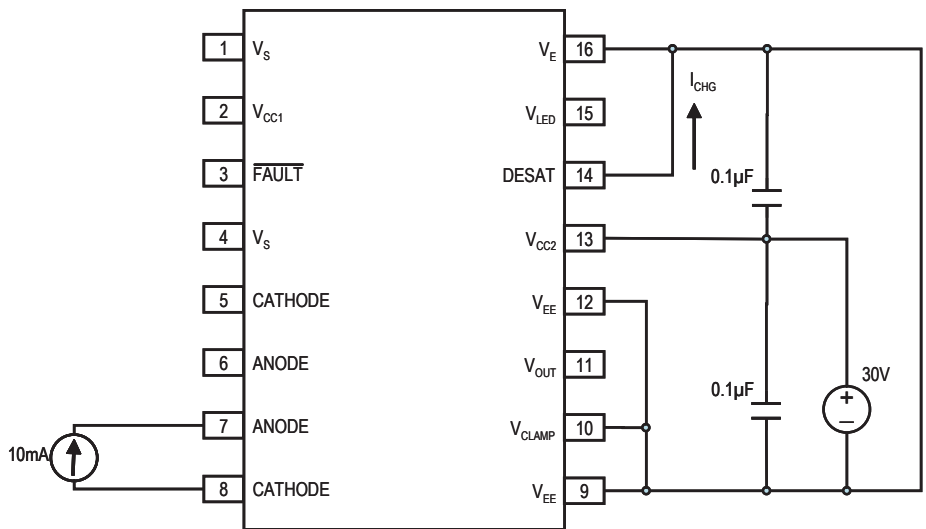 1 V_S
2 V_CC1
3 F̅A̅U̅L̅T̅
4 V_S
5 CATHODE
6 ANODE
7 ANODE
8 CATHODE
V_E 16
V_LED 15
DESAT 14
V_CC2 13
V_EE 12
V_OUT 11
V_CLAMP 10
V_EE 9
I_CHG
0.1µF
0.1µF
30V
+
−
10mA